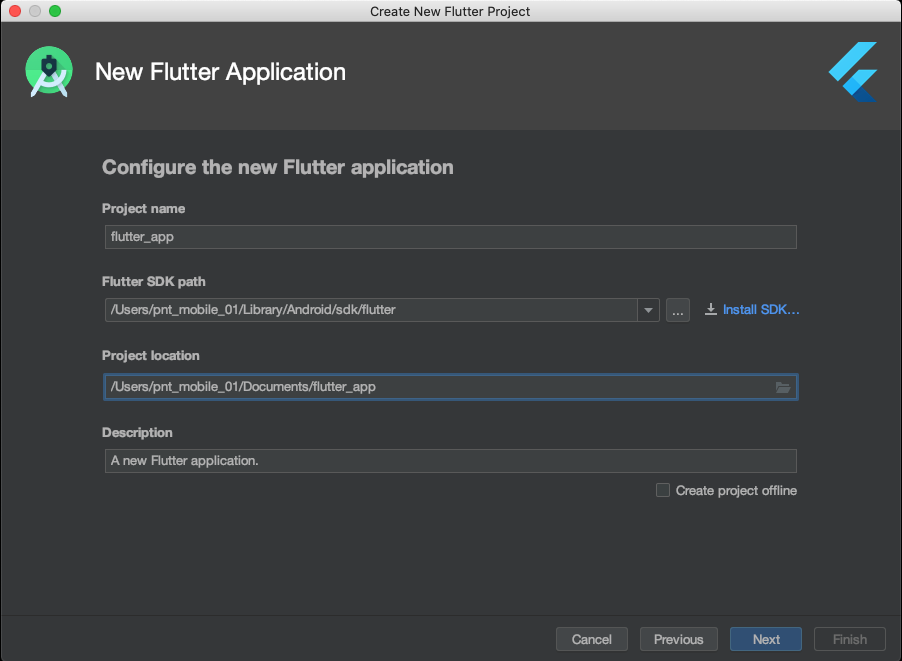 Create New Flutter Project
New Flutter Application
Configure the new Flutter application
Project name
flutter_app
Flutter SDK path
/Users/pnt_mobile_01/Library/Android/sdk/flutter
...
Install SDK...
Project location
/Users/pnt_mobile_01/Documents/flutter_app
Description
A new Flutter application.
Create project offline
Cancel Previous Next Finish